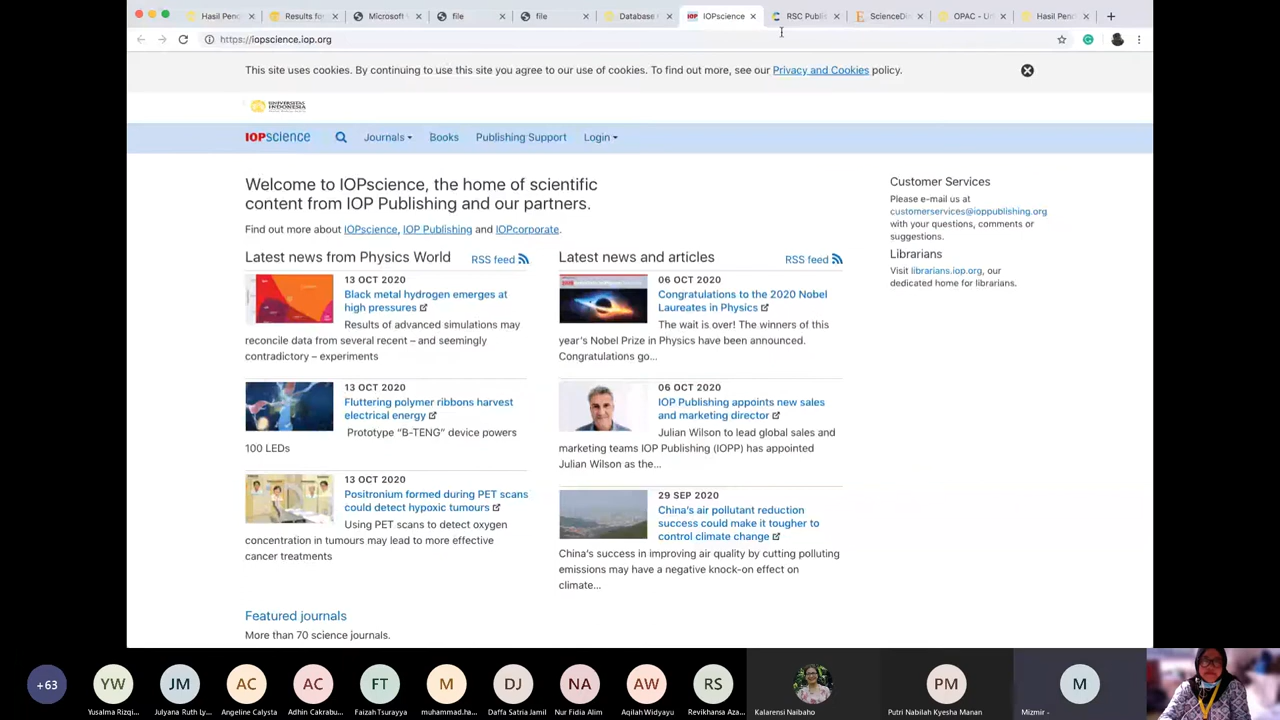 Hasil Penc
Results for
Microsoft
file
file
Database
IOP IOPscience
RSC Publi
ScienceDi
OPAC - U
Hasil Penc
https://iopscience.iop.org
This site uses cookies. By continuing to use this site you agree to our use of cookies. To find out more, see our Privacy and Cookies policy.
UNIVERSITAS
INDONESIA
IOPscience Journals Books Publishing Support Login
Welcome to IOPscience, the home of scientific
content from IOP Publishing and our partners.
Find out more about IOPscience, IOP Publishing and IOPcorporate.
Latest news from Physics World RSS feed
13 OCT 2020
Black metal hydrogen emerges at
high pressures
Results of advanced simulations may
reconcile data from several recent – and seemingly
contradictory – experiments
13 OCT 2020
Fluttering polymer ribbons harvest
electrical energy
Prototype “B-TENG” device powers
100 LEDs
13 OCT 2020
Positronium formed during PET scans
could detect hypoxic tumours
Using PET scans to detect oxygen
concentration in tumours may lead to more effective
cancer treatments
Latest news and articles RSS feed
06 OCT 2020
Congratulations to the 2020 Nobel
Laureates in Physics
The wait is over! The winners of this
year’s Nobel Prize in Physics have been announced.
Congratulations go...
06 OCT 2020
IOP Publishing appoints new sales
and marketing director
Julian Wilson to lead global sales and
marketing teams IOP Publishing (IOPP) has appointed
Julian Wilson as the...
29 SEP 2020
China’s air pollutant reduction
success could make it tougher to
control climate change
China’s success in improving air quality by cutting polluting
emissions may have a negative knock-on effect on
climate...
Customer Services
Please e-mail us at
customerservices@ioppublishing.org
with your questions, comments or
suggestions.
Librarians
Visit librarians.iop.org, our
dedicated home for librarians.
Featured journals
More than 70 science journals.
+63
YW
JM
AC
AC
FT
M
DJ
NA
AW
RS
PM
M
Yusalma Rizqi...
Julyana Ruth Ly...
Angeline Calysta
Adhin Cakrabu...
Faizah Tsurayya
muhammad.ha...
Daffa Satria Jamil
Nur Fidia Alim
Aqilah Widyayu
Revikhansa Aza...
Kalarensi Naibaho
Putri Nabilah Kyesha Manan
Mizmir -